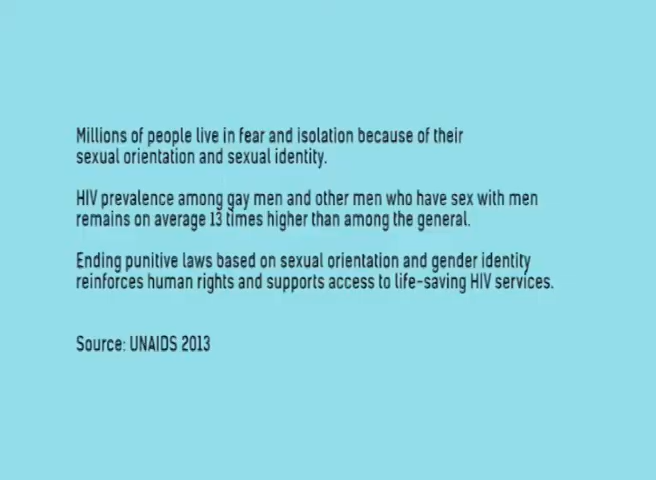 Millions of people live in fear and isolation because of their
sexual orientation and sexual identity.
HIV prevalence among gay men and other men who have sex with men
remains on average 13 times higher than among the general.
Ending punitive laws based on sexual orientation and gender identity
reinforces human rights and supports access to life-saving HIV services.
Source: UNAIDS 2013